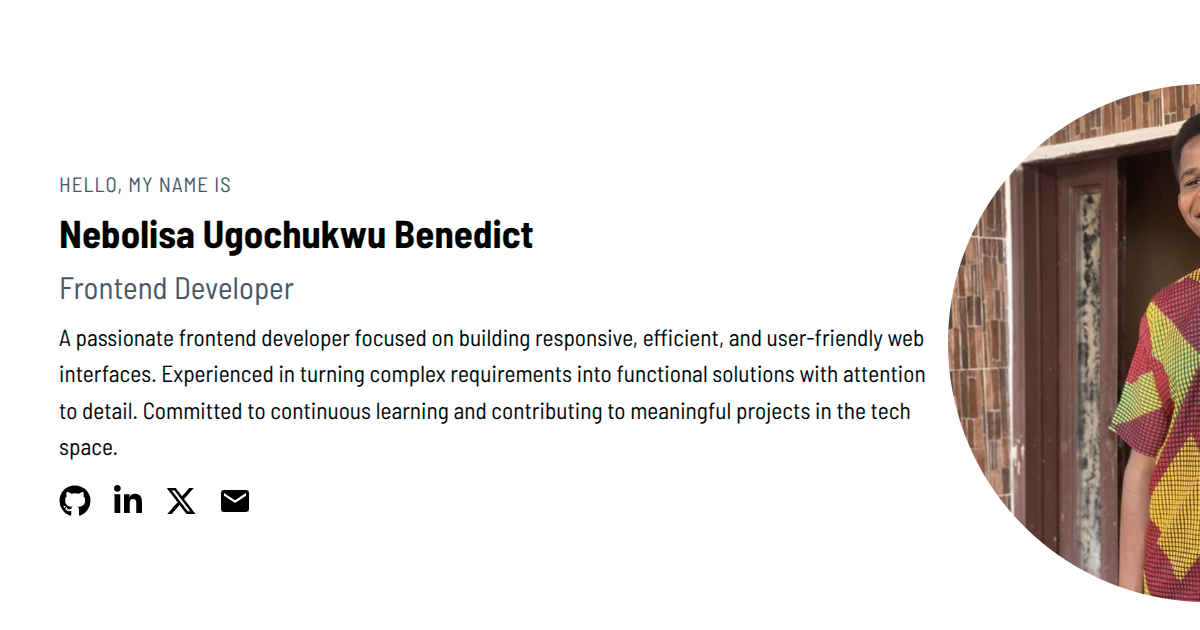 HELLO, MY NAME IS
Nebolisa Ugochukwu Benedict
Frontend Developer
A passionate frontend developer focused on building responsive, efficient, and user-friendly web
interfaces. Experienced in turning complex requirements into functional solutions with attention
to detail. Committed to continuous learning and contributing to meaningful projects in the tech
space.